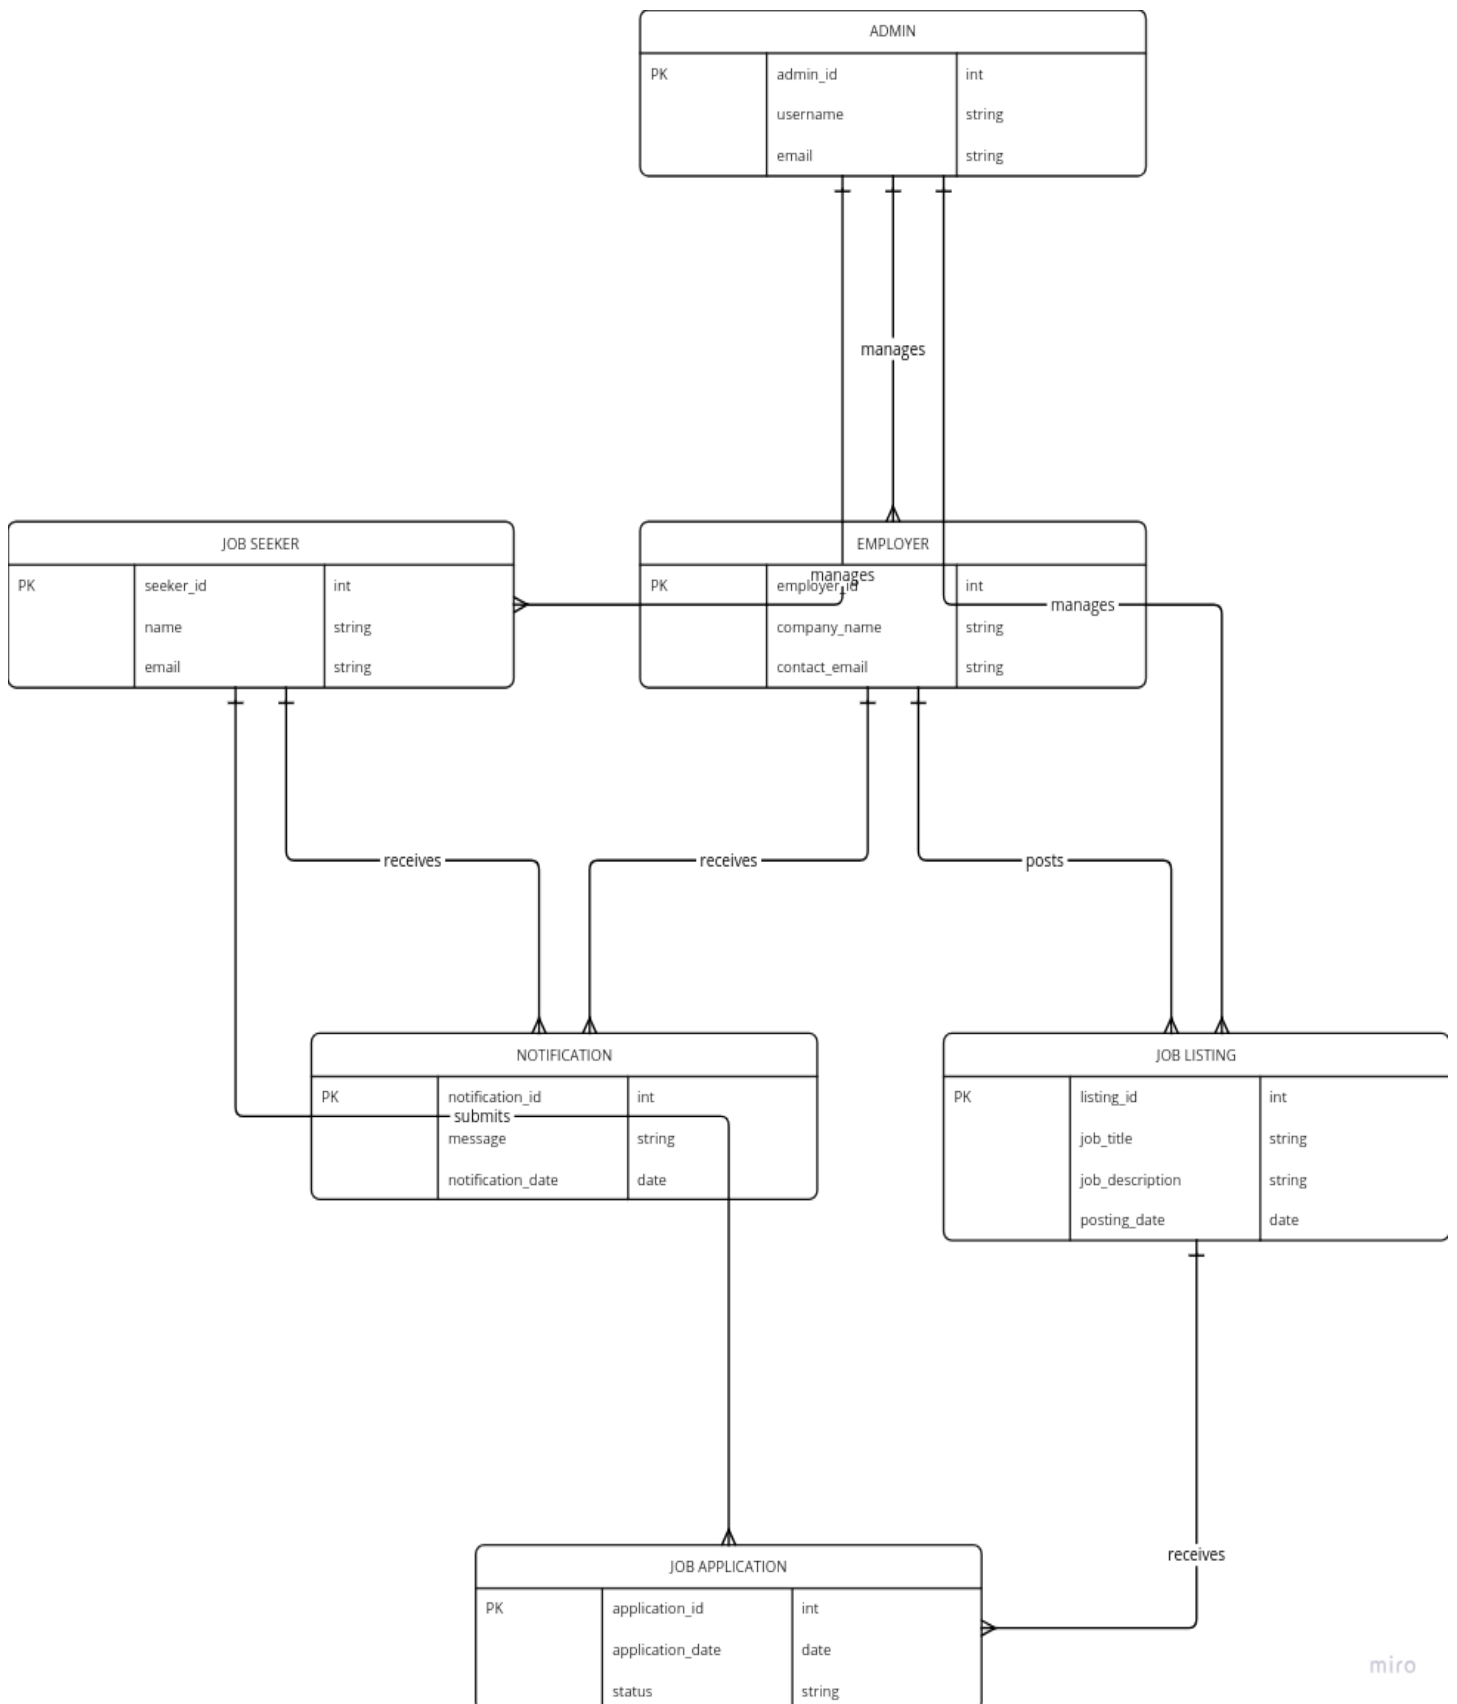 ADMIN
PK admin_id int
username string
email string
manages
JOB SEEKER
PK seeker_id int
name string
email string
EMPLOYER
PK employer_id int
company_name string
contact_email string
manages
manages
receives
receives
posts
NOTIFICATION
PK notification_id int
message string
notification_date date
submits
JOB LISTING
PK listing_id int
job_title string
job_description string
posting_date date
receives
JOB APPLICATION
PK application_id int
application_date date
status string
miro